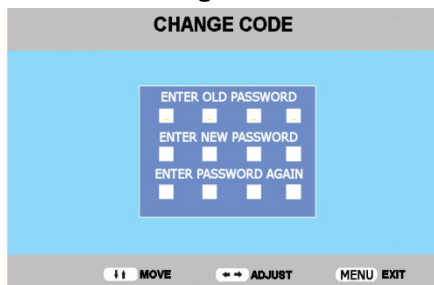 CHANGE CODE
ENTER OLD PASSWORD
ENTER NEW PASSWORD
ENTER PASSWORD AGAIN
MOVE ADJUST MENU EXIT